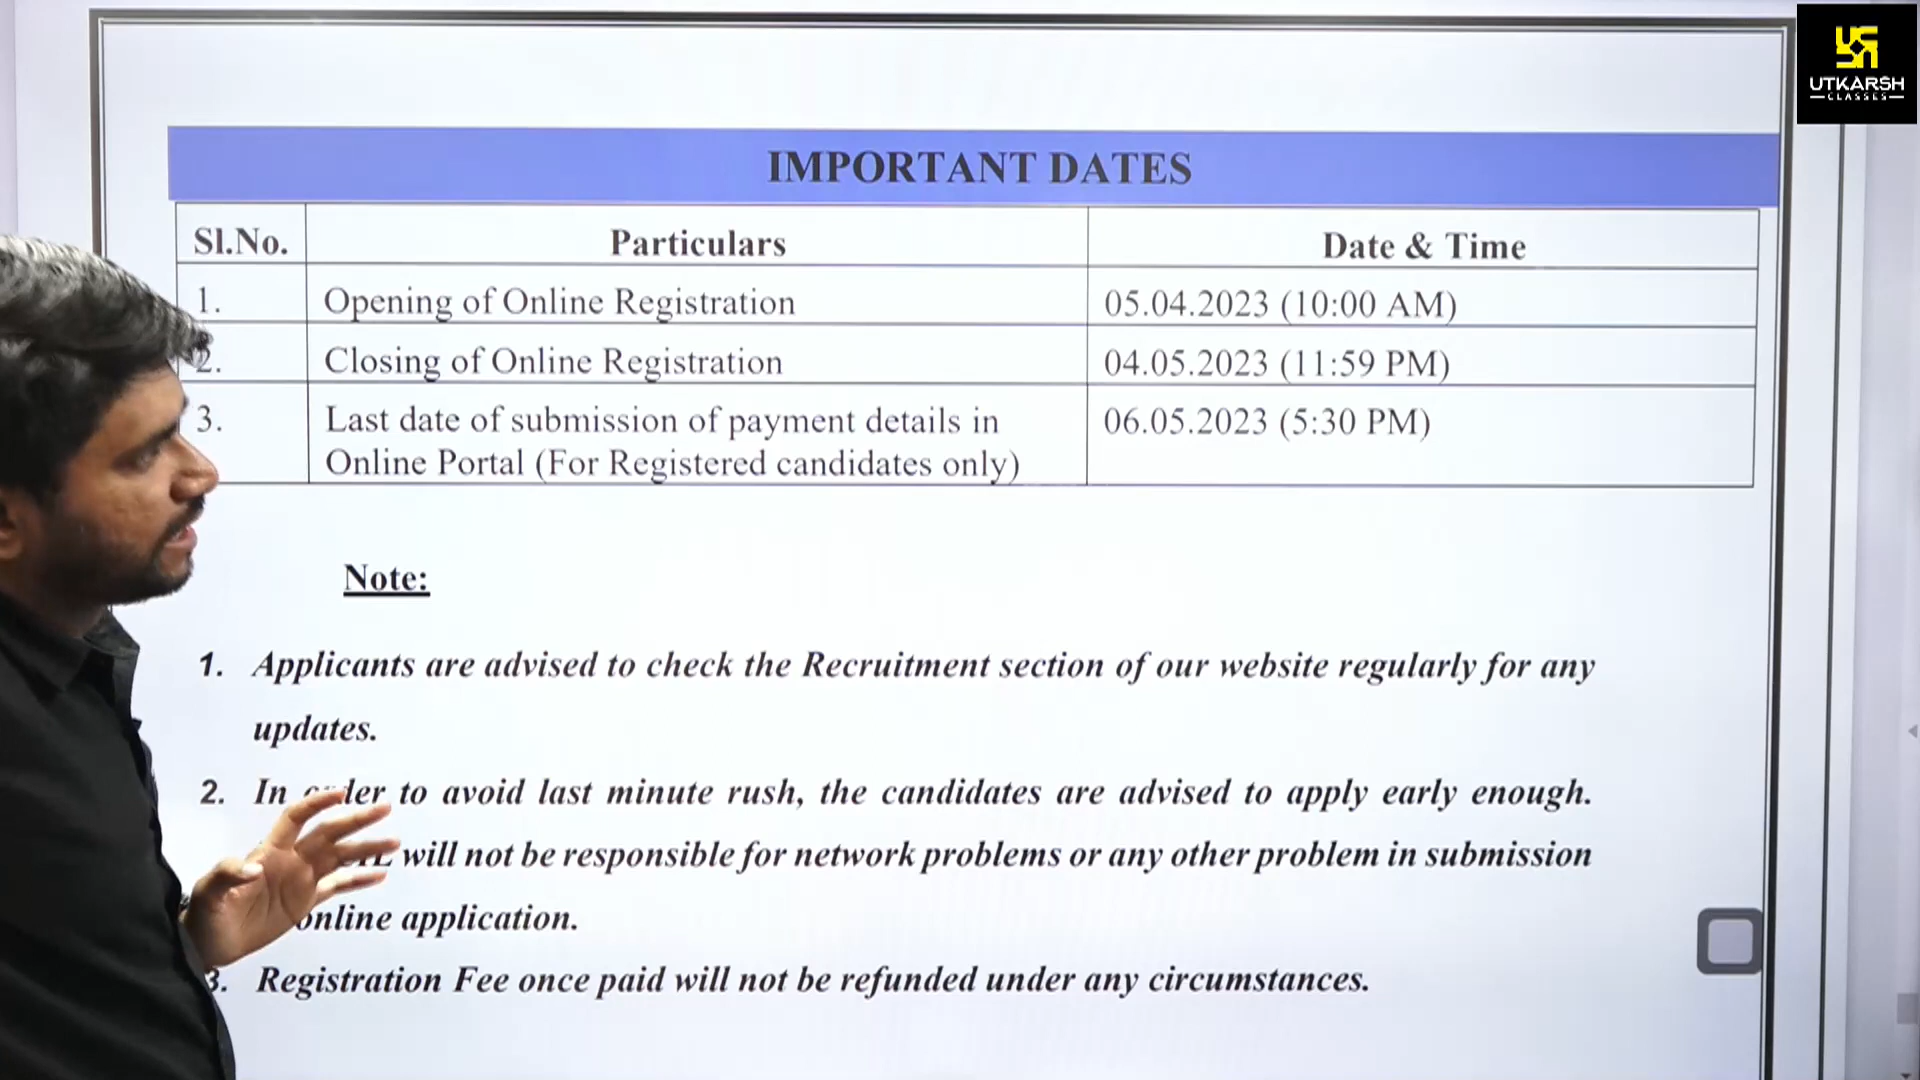 UTKARSH
CLASSES
IMPORTANT DATES
Sl.No. Particulars Date & Time
1. Opening of Online Registration 05.04.2023 (10:00 AM)
2. Closing of Online Registration 04.05.2023 (11:59 PM)
3. Last date of submission of payment details in 06.05.2023 (5:30 PM)
Online Portal (For Registered candidates only)
Note:
1. Applicants are advised to check the Recruitment section of our website regularly for any
updates.
2. In order to avoid last minute rush, the candidates are advised to apply early enough.
will not be responsible for network problems or any other problem in submission
online application.
3. Registration Fee once paid will not be refunded under any circumstances.